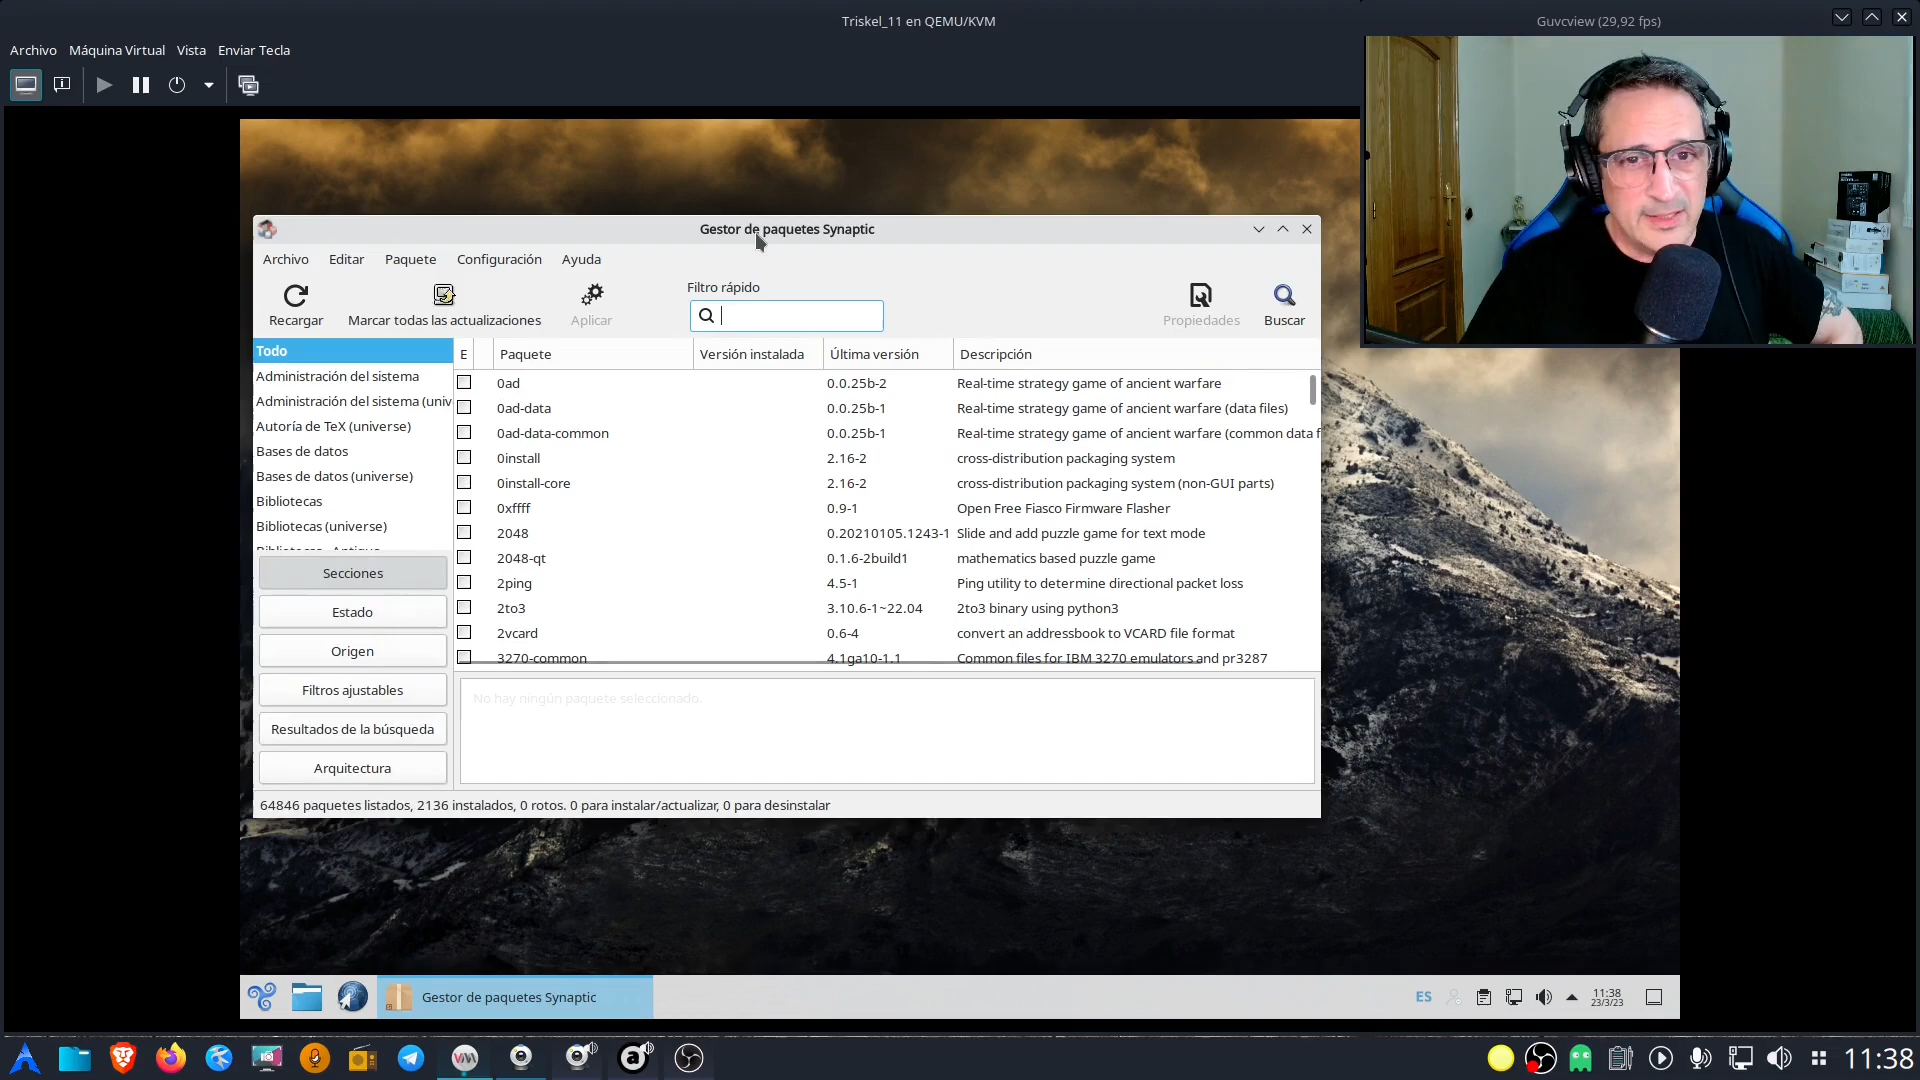 Triskel_11 en QEMU/KVM
Guvcview (29,92 fps)
Archivo Máquina Virtual Vista Enviar Tecla
Gestor de paquetes Synaptic
Archivo Editar Paquete Configuración Ayuda
Filtro rápido
Recargar Marcar todas las actualizaciones Aplicar Propiedades Buscar
Todo
Administración del sistema
Administración del sistema (univ
Autoría de TeX (universe)
Bases de datos
Bases de datos (universe)
Bibliotecas
Bibliotecas (universe)
Secciones
Estado
Origen
Filtros ajustables
Resultados de la búsqueda
Arquitectura
E Paquete Versión instalada Última versión Descripción
0ad 0.0.25b-2 Real-time strategy game of ancient warfare
0ad-data 0.0.25b-1 Real-time strategy game of ancient warfare (data files)
0ad-data-common 0.0.25b-1 Real-time strategy game of ancient warfare (common data f
0install 2.16-2 cross-distribution packaging system
0install-core 2.16-2 cross-distribution packaging system (non-GUI parts)
0xffff 0.9-1 Open Free Fiasco Firmware Flasher
2048 0.20210105.1243-1 Slide and add puzzle game for text mode
2048-qt 0.1.6-2build1 mathematics based puzzle game
2ping 4.5-1 Ping utility to determine directional packet loss
2to3 3.10.6-1~22.04 2to3 binary using python3
2vcard 0.6-4 convert an addressbook to VCARD file format
3270-common 4.1ga10-1.1 Common files for IBM 3270 emulators and pr3287
No hay ningún paquete seleccionado.
64846 paquetes listados, 2136 instalados, 0 rotos. 0 para instalar/actualizar, 0 para desinstalar
Gestor de paquetes Synaptic
ES
11:38
23/3/23
11:38